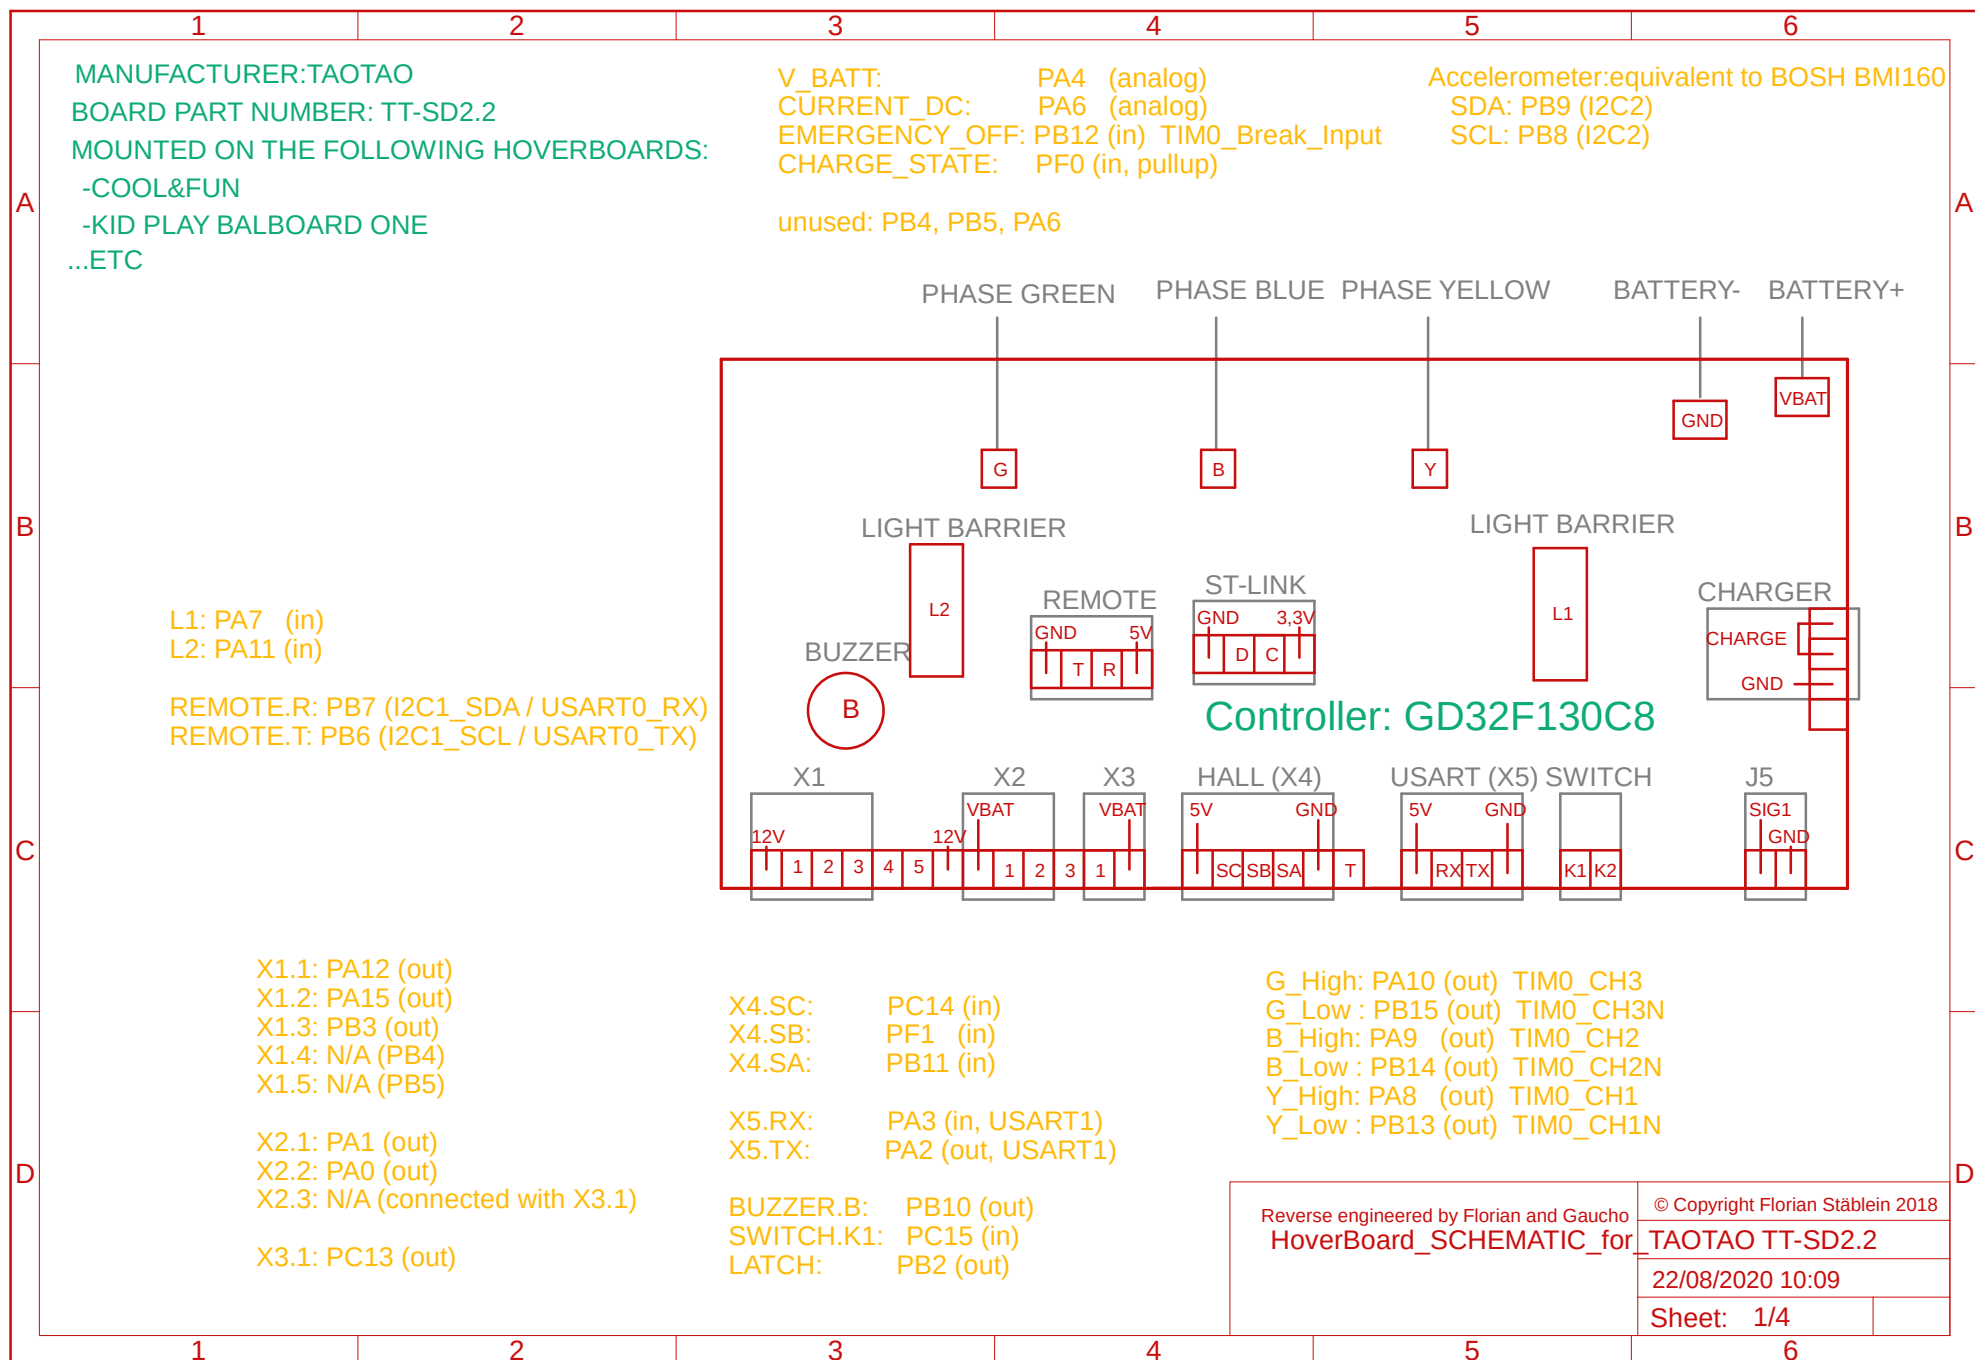 1 2 3 4 5 6
MANUFACTURER:TAOTAO
BOARD PART NUMBER: TT-SD2.2
MOUNTED ON THE FOLLOWING HOVERBOARDS:
-COOL&FUN
-KID PLAY BALBOARD ONE
...ETC
V_BATT: PA4 (analog)
CURRENT_DC: PA6 (analog)
EMERGENCY_OFF: PB12 (in) TIM0_Break_Input
CHARGE_STATE: PF0 (in, pullup)
unused: PB4, PB5, PA6
Accelerometer:equivalent to BOSH BMI160
SDA: PB9 (I2C2)
SCL: PB8 (I2C2)
A A
PHASE GREEN PHASE BLUE PHASE YELLOW BATTERY- BATTERY+
VBAT
GND
G B Y
B B
LIGHT BARRIER LIGHT BARRIER
L2 L1
REMOTE
GND 5V
T R
ST-LINK
GND 3,3V
D C
CHARGER
CHARGE
GND
BUZZER
B
L1: PA7 (in)
L2: PA11 (in)
REMOTE.R: PB7 (I2C1_SDA / USART0_RX)
REMOTE.T: PB6 (I2C1_SCL / USART0_TX)
Controller: GD32F130C8
X1 X2 X3 HALL (X4) USART (X5) SWITCH J5
VBAT VBAT 5V GND 5V GND SIG1
12V 12V GND
1 2 3 4 5 1 2 3 1 SC SB SA T RX TX K1 K2
C C
X1.1: PA12 (out)
X1.2: PA15 (out)
X1.3: PB3 (out)
X1.4: N/A (PB4)
X1.5: N/A (PB5)
X2.1: PA1 (out)
X2.2: PA0 (out)
X2.3: N/A (connected with X3.1)
X3.1: PC13 (out)
X4.SC: PC14 (in)
X4.SB: PF1 (in)
X4.SA: PB11 (in)
X5.RX: PA3 (in, USART1)
X5.TX: PA2 (out, USART1)
BUZZER.B: PB10 (out)
SWITCH.K1: PC15 (in)
LATCH: PB2 (out)
G_High: PA10 (out) TIM0_CH3
G_Low : PB15 (out) TIM0_CH3N
B_High: PA9 (out) TIM0_CH2
B_Low : PB14 (out) TIM0_CH2N
Y_High: PA8 (out) TIM0_CH1
Y_Low : PB13 (out) TIM0_CH1N
D D
Reverse engineered by Florian and Gaucho
© Copyright Florian Stäblein 2018
HoverBoard_SCHEMATIC_for_TAOTAO TT-SD2.2
22/08/2020 10:09
Sheet: 1/4
1 2 3 4 5 6